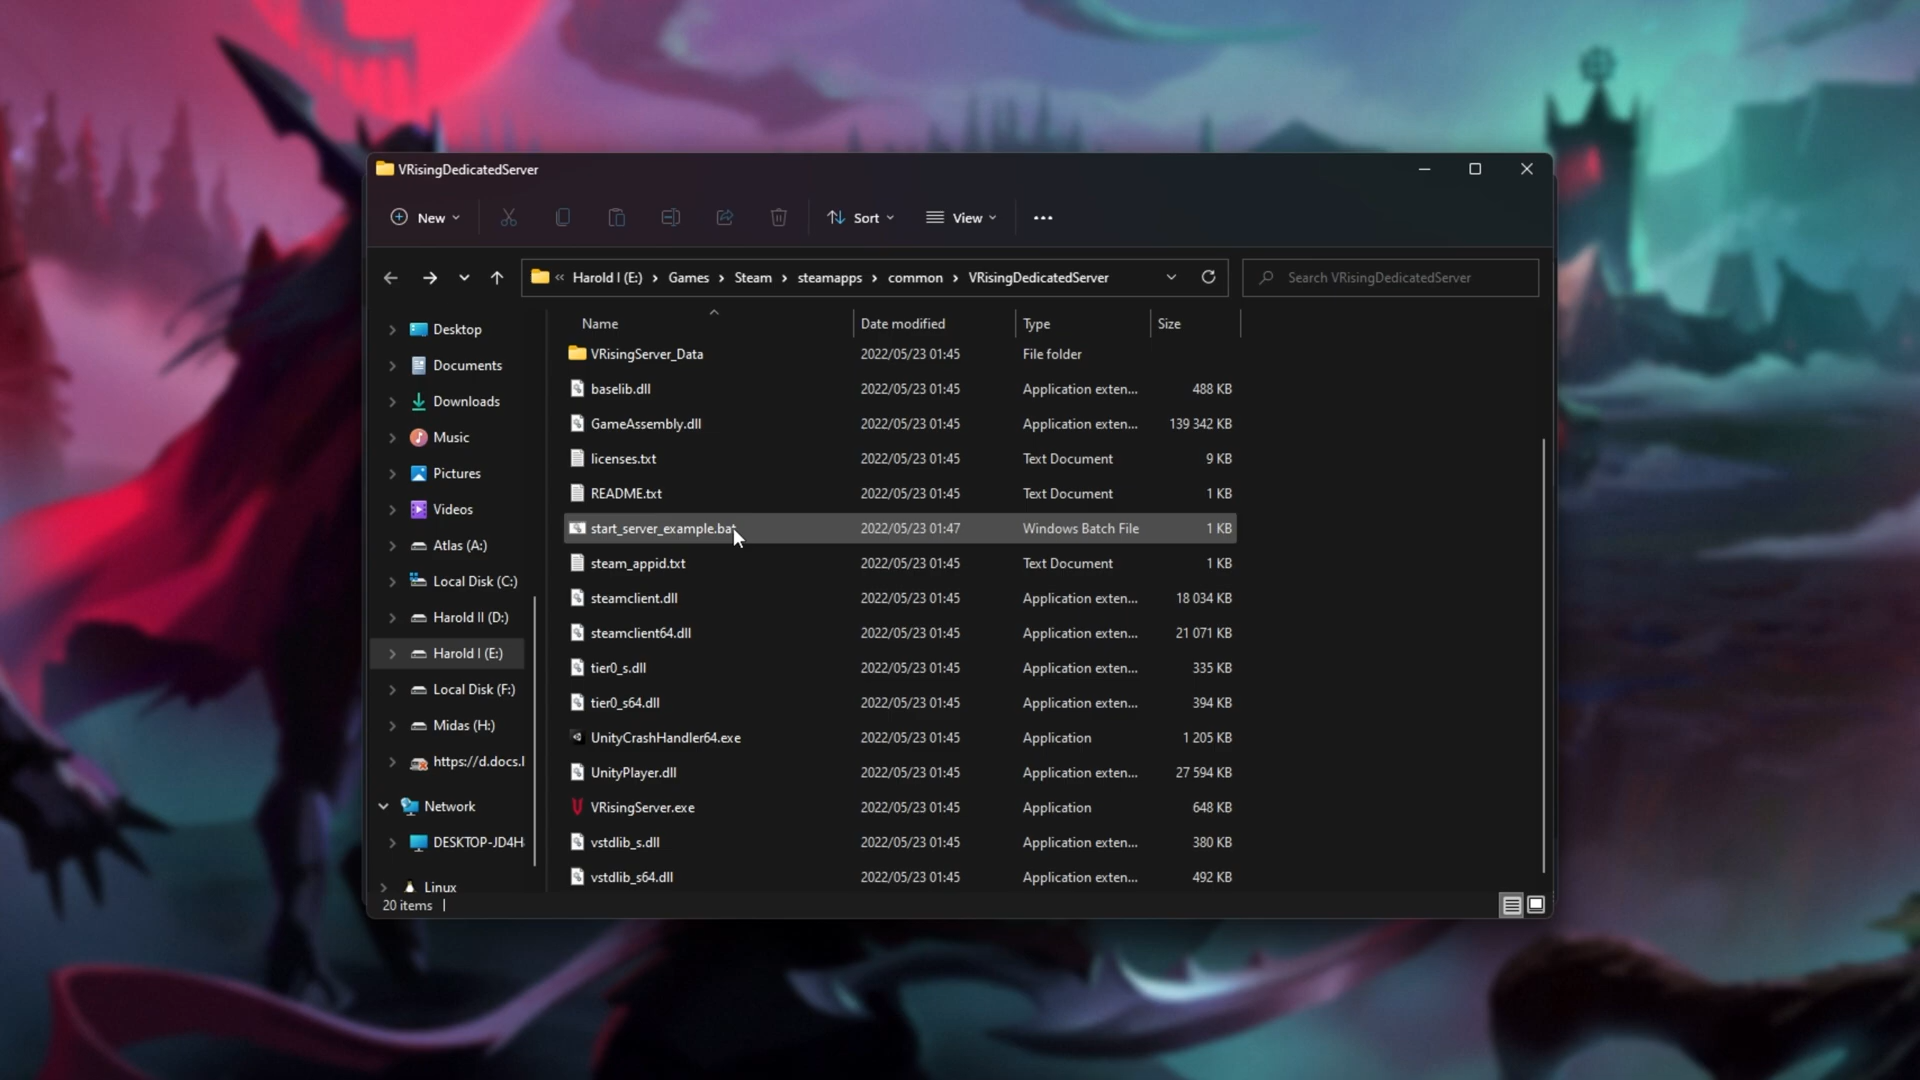 VRisingDedicatedServer
New Sort View
« Harold I (E:) > Games > Steam > steamapps > common > VRisingDedicatedServer Search VRisingDedicatedServer
Desktop
Documents
Downloads
Music
Pictures
Videos
Atlas (A:)
Local Disk (C:)
Harold II (D:)
Harold I (E:)
Local Disk (F:)
Midas (H:)
https://d.docs.l
Network
DESKTOP-JD4H
Linux
Name Date modified Type Size
VRisingServer_Data 2022/05/23 01:45 File folder
baselib.dll 2022/05/23 01:45 Application exten... 488 KB
GameAssembly.dll 2022/05/23 01:45 Application exten... 139 342 KB
licenses.txt 2022/05/23 01:45 Text Document 9 KB
README.txt 2022/05/23 01:45 Text Document 1 KB
start_server_example.bat 2022/05/23 01:47 Windows Batch File 1 KB
steam_appid.txt 2022/05/23 01:45 Text Document 1 KB
steamclient.dll 2022/05/23 01:45 Application exten... 18 034 KB
steamclient64.dll 2022/05/23 01:45 Application exten... 21 071 KB
tier0_s.dll 2022/05/23 01:45 Application exten... 335 KB
tier0_s64.dll 2022/05/23 01:45 Application exten... 394 KB
UnityCrashHandler64.exe 2022/05/23 01:45 Application 1 205 KB
UnityPlayer.dll 2022/05/23 01:45 Application exten... 27 594 KB
VRisingServer.exe 2022/05/23 01:45 Application 648 KB
vstdlib_s.dll 2022/05/23 01:45 Application exten... 380 KB
vstdlib_s64.dll 2022/05/23 01:45 Application exten... 492 KB
20 items